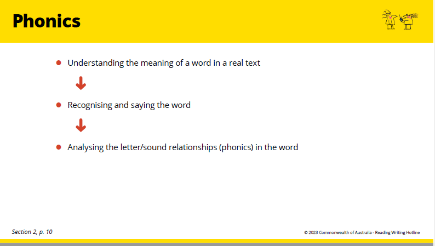 Phonics
Understanding the meaning of a word in a real text
Recognising and saying the word
Analysing the letter/sound relationships (phonics) in the word
Section 2, p. 10
© 2023 Commonwealth of Australia - Reading Writing Hotline